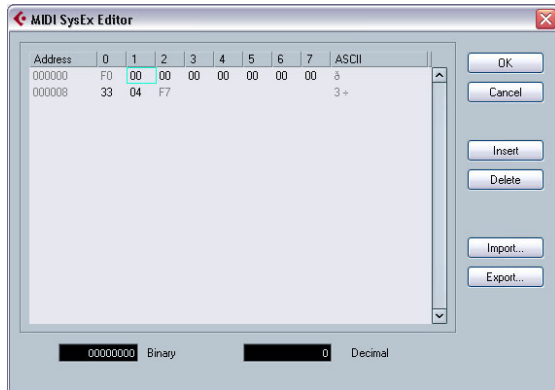 MIDI SysEx Editor
Address 0 1 2 3 4 5 6 7 ASCII
000000 F0 00 00 00 00 00 00 00 ð
000008 33 04 F7 3 ÷
OK
Cancel
Insert
Delete
Import...
Export...
00000000 Binary 0 Decimal